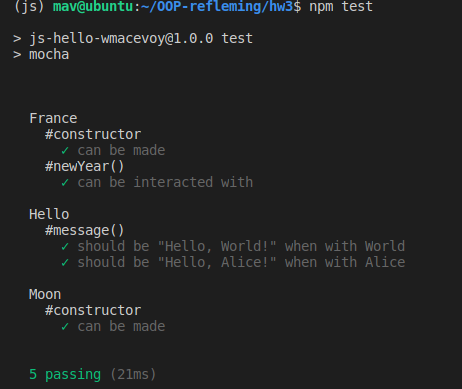 (js) mav@ubuntu:~/OOP-refleming/hw3$ npm test
> js-hello-wmacevoy@1.0.0 test
> mocha
France
#constructor
✓ can be made
#newYear()
✓ can be interacted with
Hello
#message()
✓ should be "Hello, World!" when with World
✓ should be "Hello, Alice!" when with Alice
Moon
#constructor
✓ can be made
5 passing (21ms)